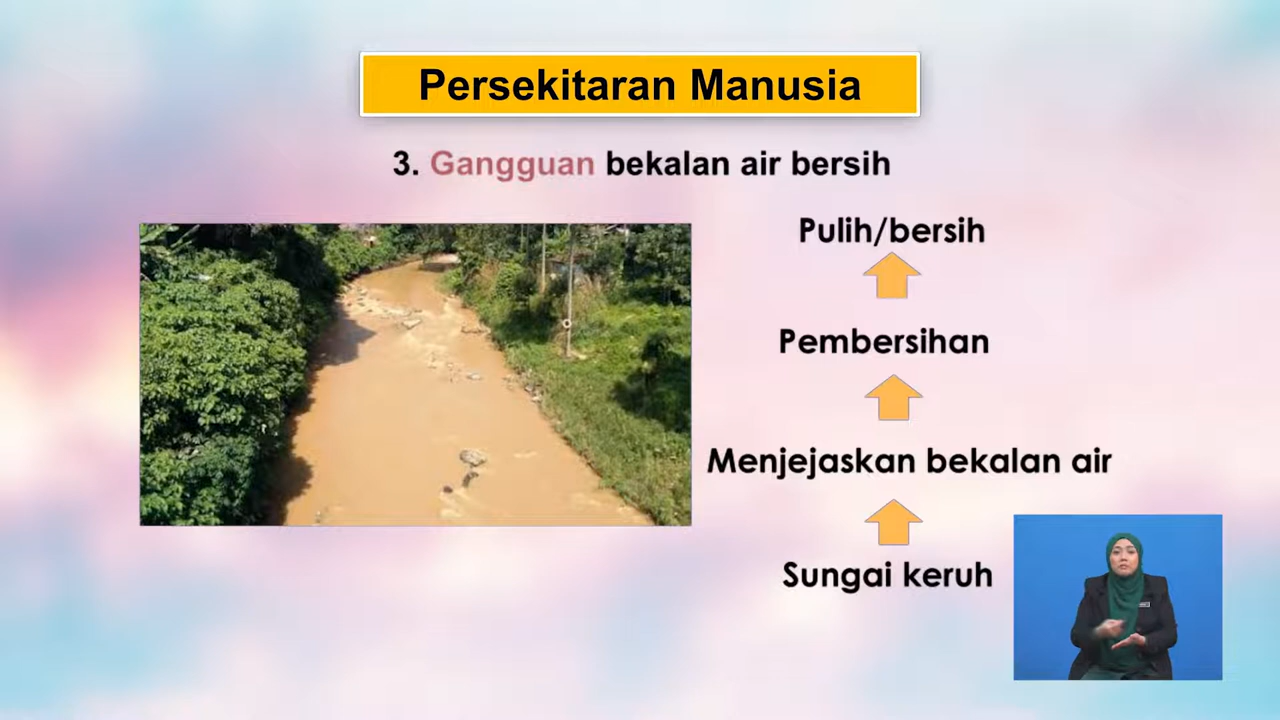 Persekitaran Manusia
3. Gangguan bekalan air bersih
Pulih/bersih
Pembersihan
Menjejaskan bekalan air
Sungai keruh